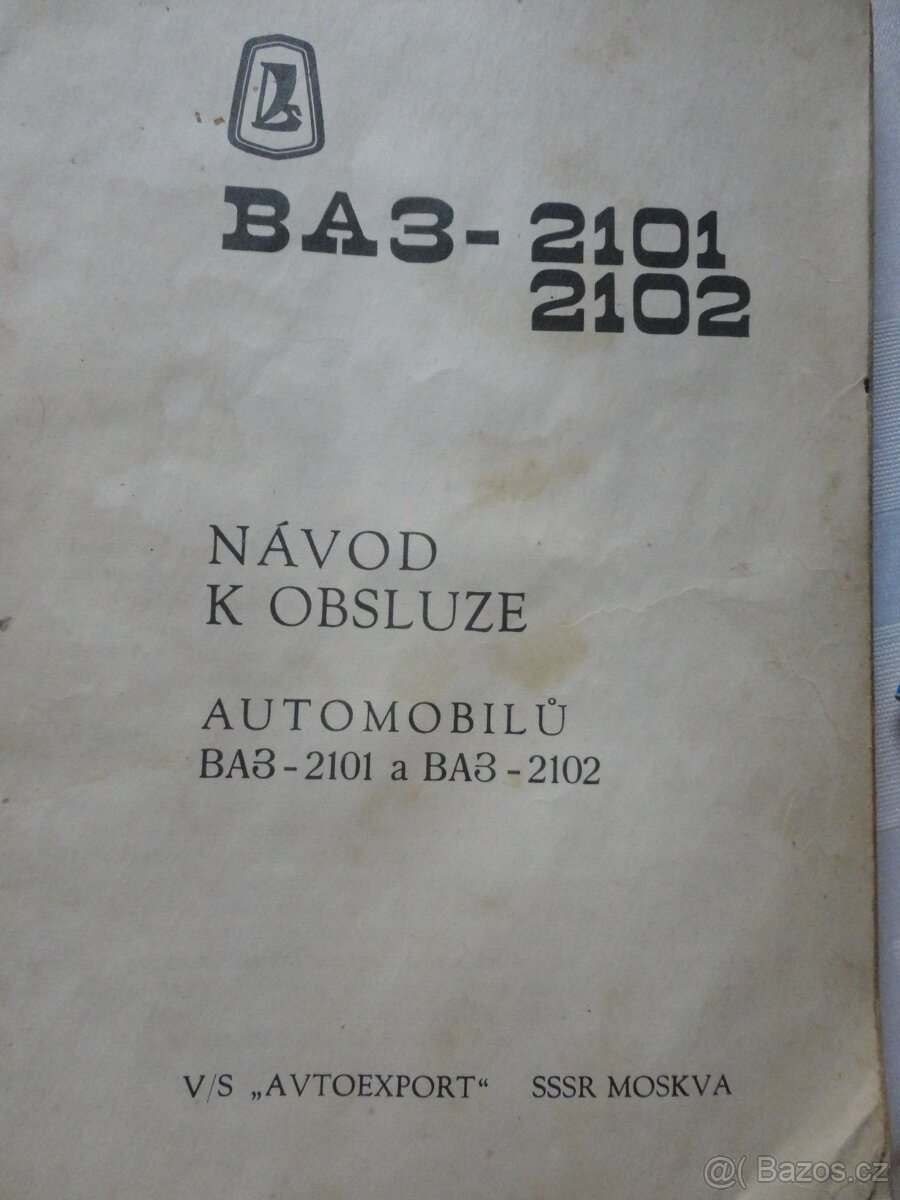 ВАЗ-2101
2102
NÁVOD
K OBSLUZE
AUTOMOBILŮ
ВАЗ-2101 a ВАЗ-2102
V/S „AVTOEXPORT“ SSSR MOSKVA
@( Bazos.cz